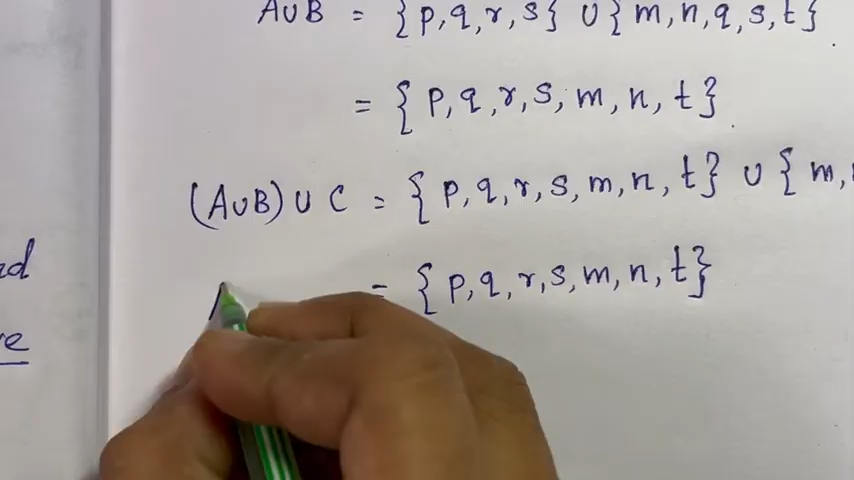 A∪B = {p,q,r,s} ∪ {m,n,q,s,t}
= {p,q,r,s,m,n,t}
(A∪B)∪ C = {p,q,r,s,m,n,t} ∪ {m,
= {p,q,r,s,m,n,t}